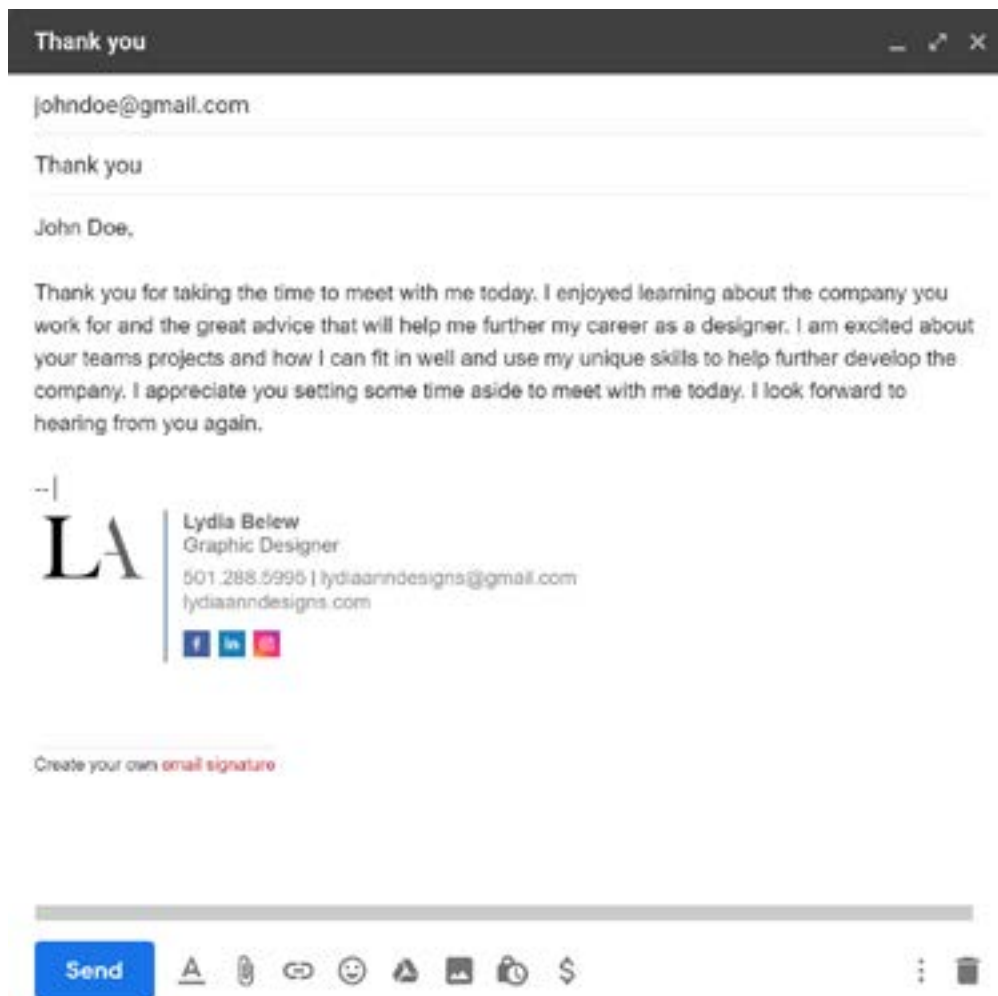 Thank you
johndoe@gmail.com
Thank you
John Doe,
Thank you for taking the time to meet with me today. I enjoyed learning about the company you
work for and the great advice that will help me further my career as a designer. I am excited about
your teams projects and how I can fit in well and use my unique skills to help further develop the
company. I appreciate you setting some time aside to meet with me today. I look forward to
hearing from you again.
--
LA
Lydia Belew
Graphic Designer
501.288.5995 | lydiaanndesigns@gmail.com
lydiaanndesigns.com
f in
Create your own email signature
Send A $